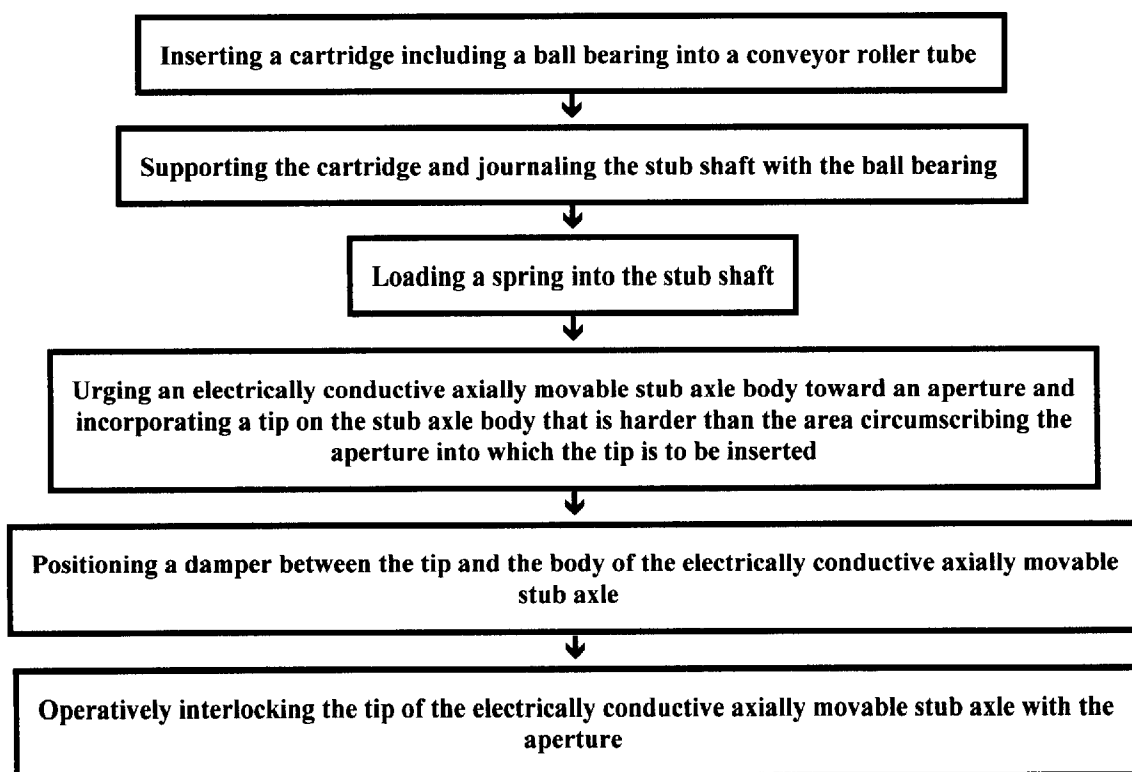 Inserting a cartridge including a ball bearing into a conveyor roller tube
Supporting the cartridge and journaling the stub shaft with the ball bearing
Loading a spring into the stub shaft
Urging an electrically conductive axially movable stub axle body toward an aperture and
incorporating a tip on the stub axle body that is harder than the area circumscribing the
aperture into which the tip is to be inserted
Positioning a damper between the tip and the body of the electrically conductive axially movable
stub axle
Operatively interlocking the tip of the electrically conductive axially movable stub axle with the
aperture